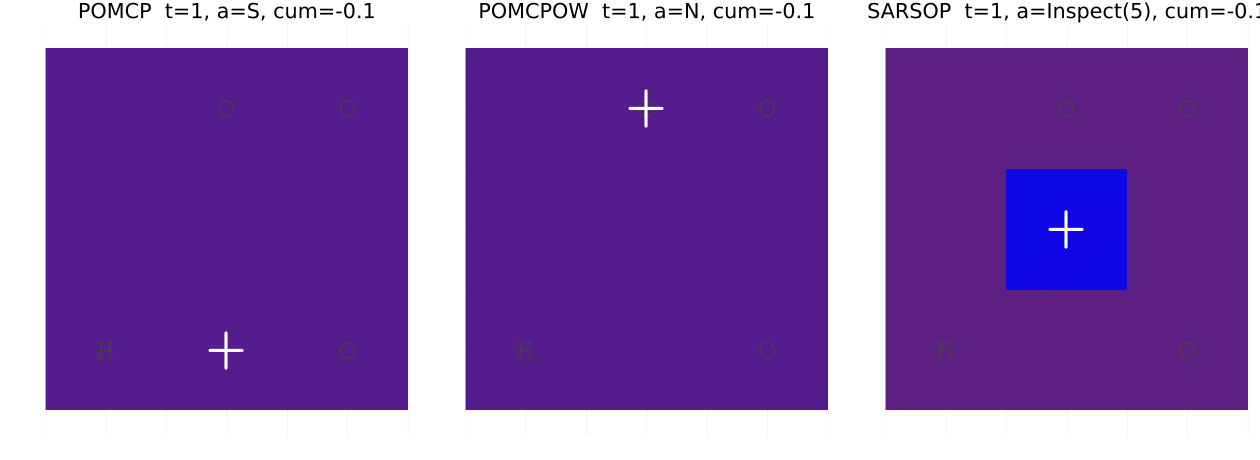 POMCP t=1, a=S, cum=-0.1
POMCPOW t=1, a=N, cum=-0.1
SARSOP t=1, a=Inspect(5), cum=-0.1
O O
O O
O O
H O
H O
H O